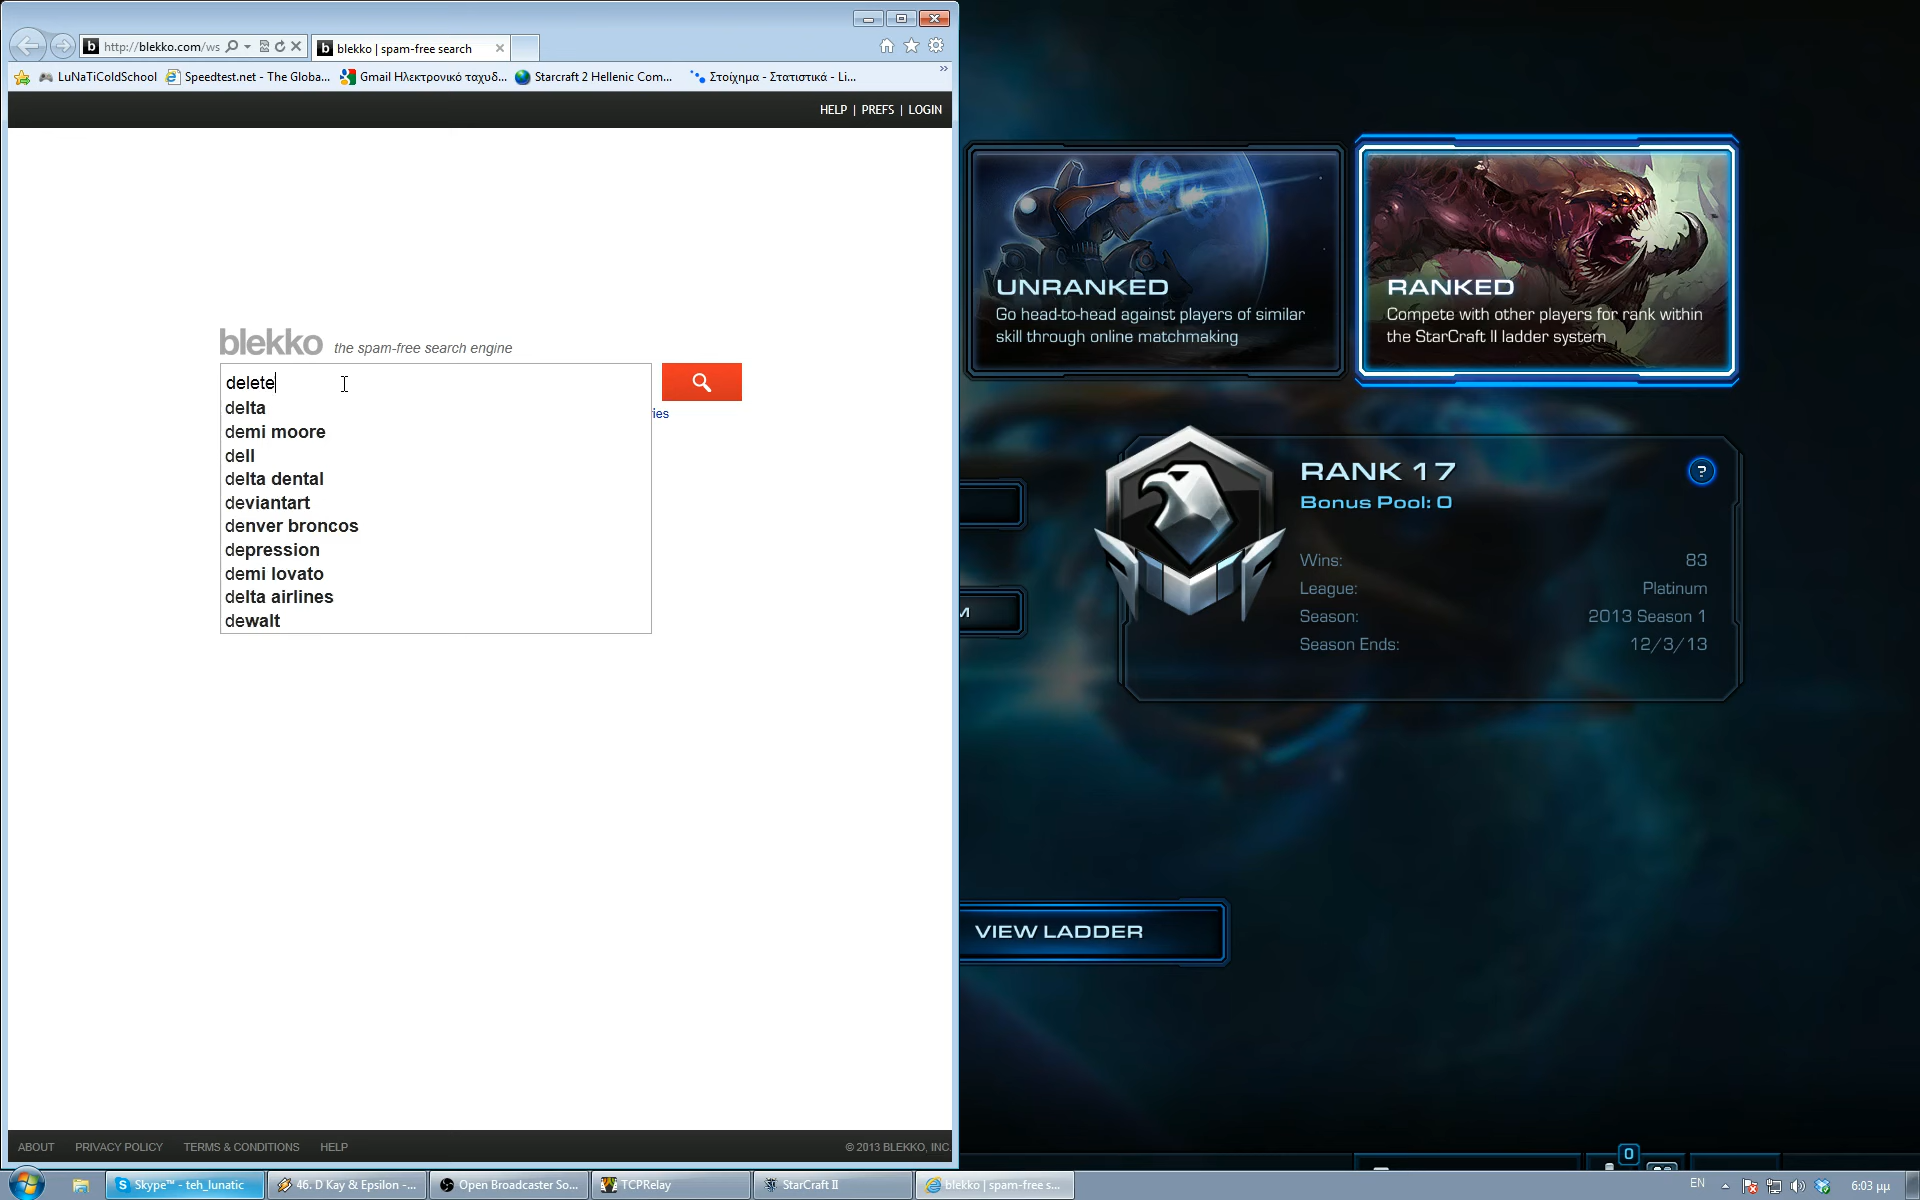 http://blekko.com/ws
b
blekko | spam-free search
LuNaTiColdSchool
Speedtest.net - The Globa...
Gmail Ηλεκτρονικό ταχυδ...
Starcraft 2 Hellenic Com...
Στοίχημα - Στατιστικά - Li...
HELP | PREFS | LOGIN
blekko the spam-free search engine
delete
ries
delta
demi moore
dell
delta dental
deviantart
denver broncos
depression
demi lovato
delta airlines
dewalt
ABOUT PRIVACY POLICY TERMS & CONDITIONS HELP
© 2013 BLEKKO, INC.
UNRANKED
Go head-to-head against players of similar
skill through online matchmaking
RANKED
Compete with other players for rank within
the StarCraft II ladder system
RANK 17
?
Bonus Pool: 0
Wins: 83
League: Platinum
Season: 2013 Season 1
Season Ends: 12/3/13
M
VIEW LADDER
0
Skype™ - teh_lunatic
46. D Kay & Epsilon -...
Open Broadcaster So...
TCPRelay
StarCraft II
blekko | spam-free s...
EN
6:03 μμ